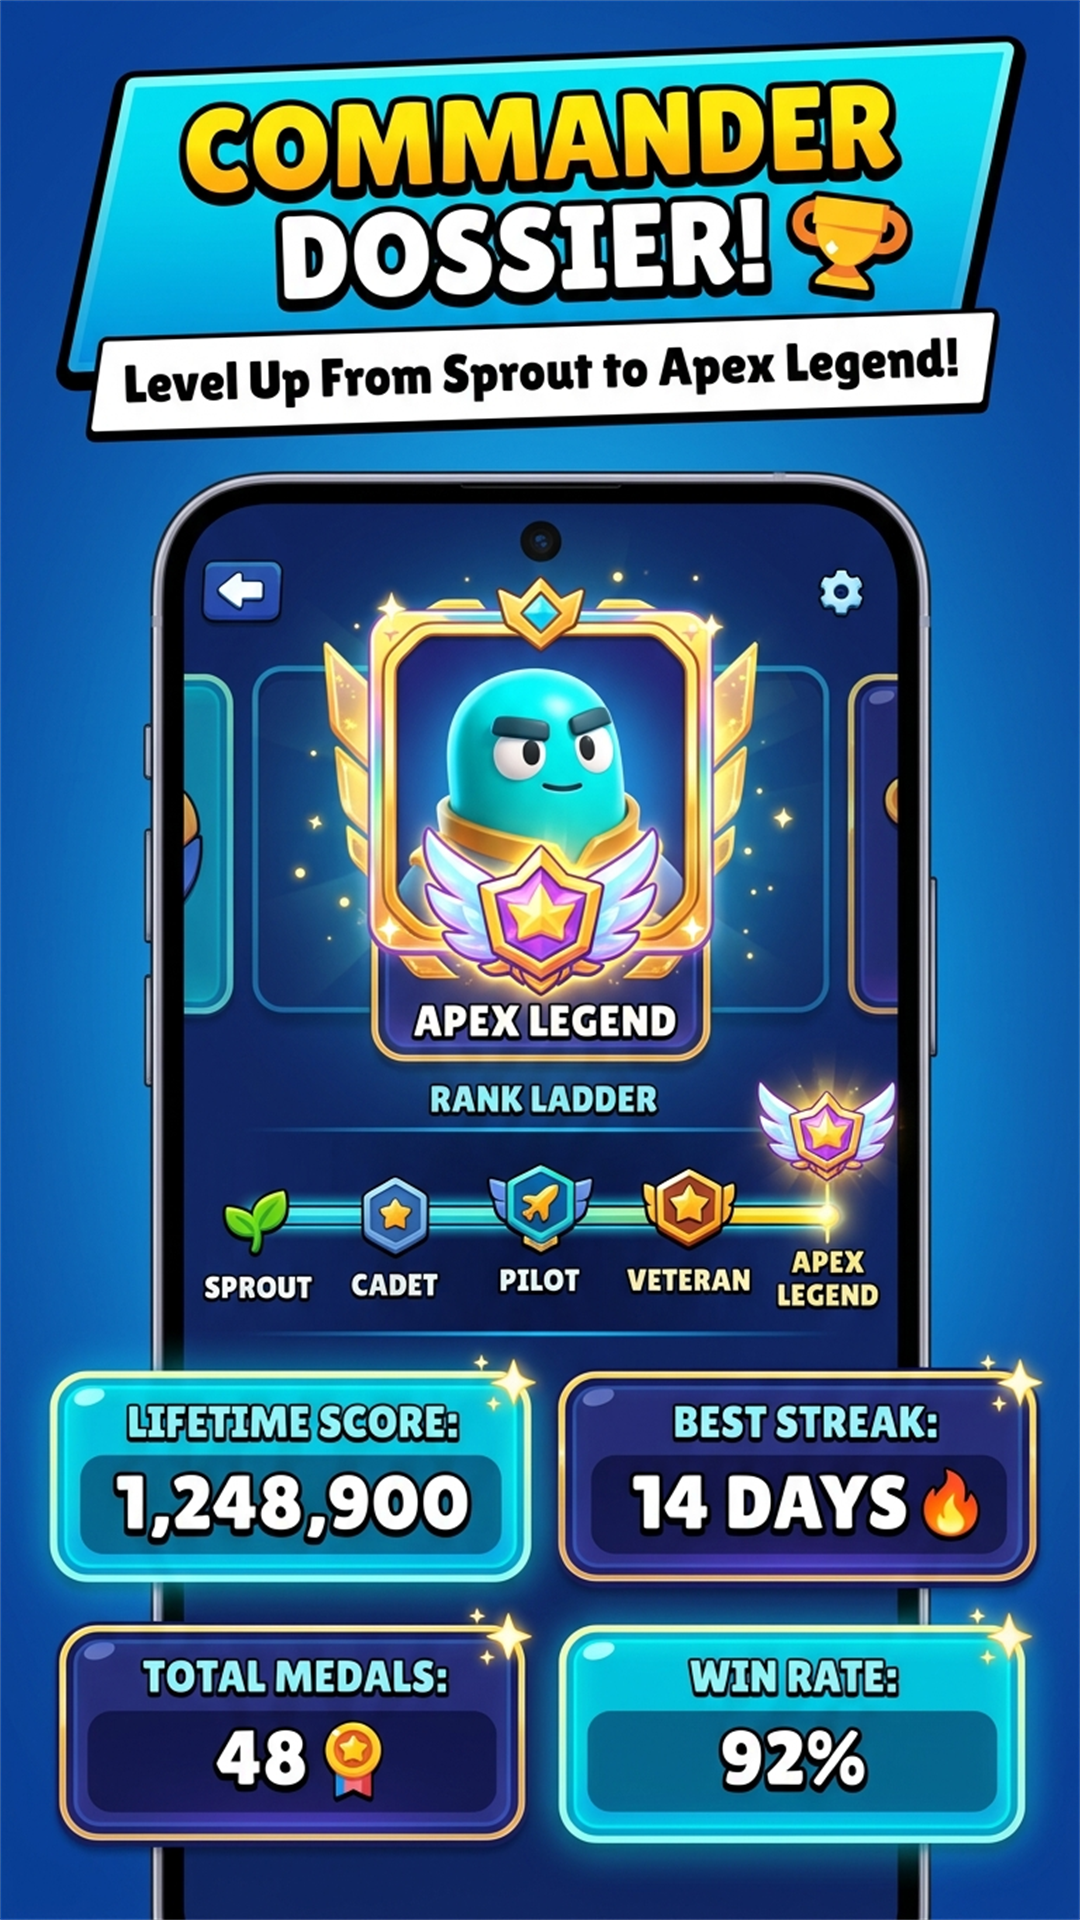 COMMANDER
DOSSIER!
Level Up From Sprout to Apex Legend!
APEX LEGEND
RANK LADDER
SPROUT
CADET
PILOT
VETERAN
APEX
LEGEND
LIFETIME SCORE:
1,248,900
BEST STREAK:
14 DAYS
TOTAL MEDALS:
48
WIN RATE:
92%